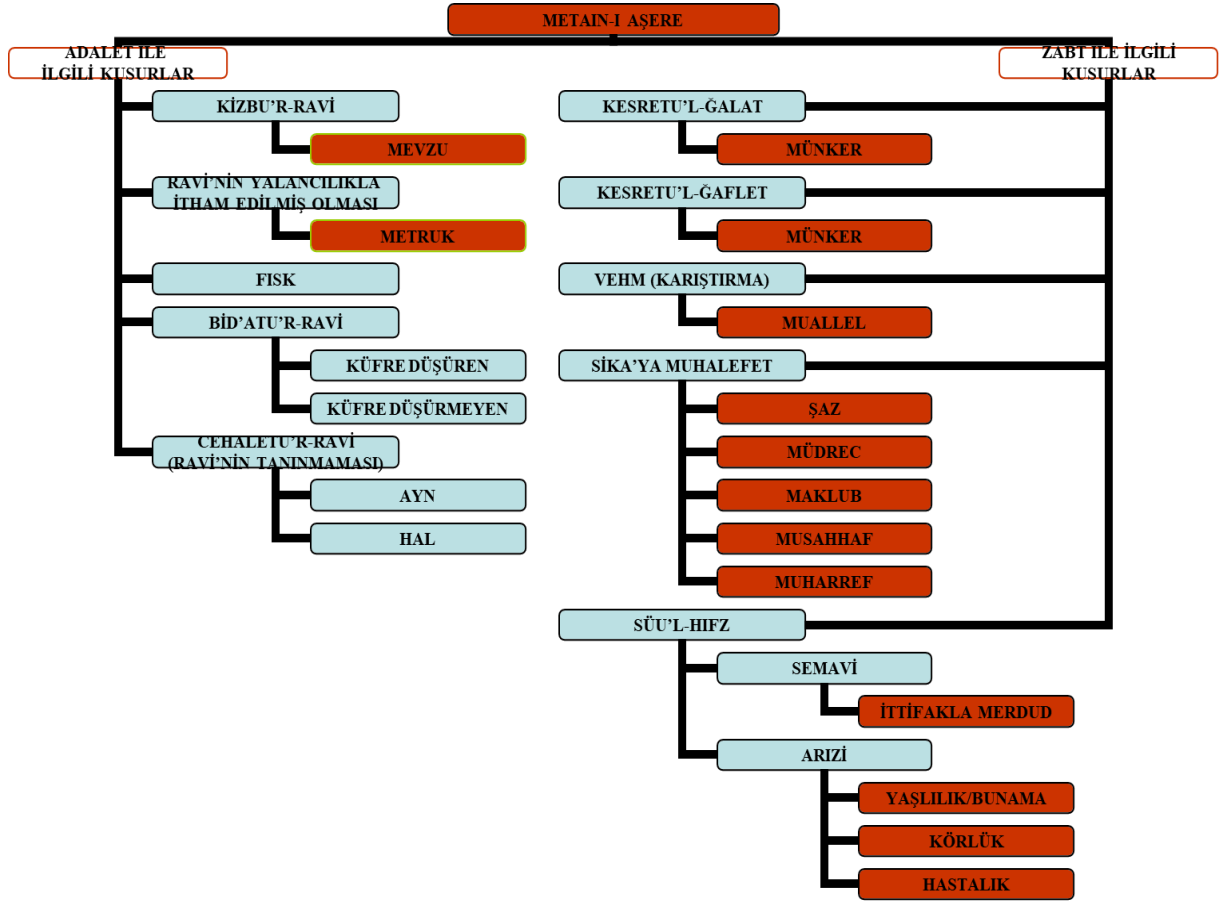 METAIN-I AŞERE
ADALET İLE
İLGİLİ KUSURLAR
KİZBU’R-RAVİ
MEVZU
RAVİ’NİN YALANCILIKLA
İTHAM EDİLMİŞ OLMASI
METRUK
FISK
BİD’ATU’R-RAVİ
KÜFRE DÜŞÜREN
KÜFRE DÜŞÜRMEYEN
CEHALETU’R-RAVİ
(RAVİ’NİN TANINMAMASI)
AYN
HAL
ZABT İLE İLGİLİ
KUSURLAR
KESRETU’L-ĞALAT
MÜNKER
KESRETU’L-ĞAFLET
MÜNKER
VEHM (KARIŞTIRMA)
MUALLEL
SİKA’YA MUHALEFET
ŞAZ
MÜDREC
MAKLUB
MUSAHHAF
MUHARREF
SÜU’L-HIFZ
SEMAVİ
İTTİFAKLA MERDUD
ARIZİ
YAŞLILIK/BUNAMA
KÖRLÜK
HASTALIK